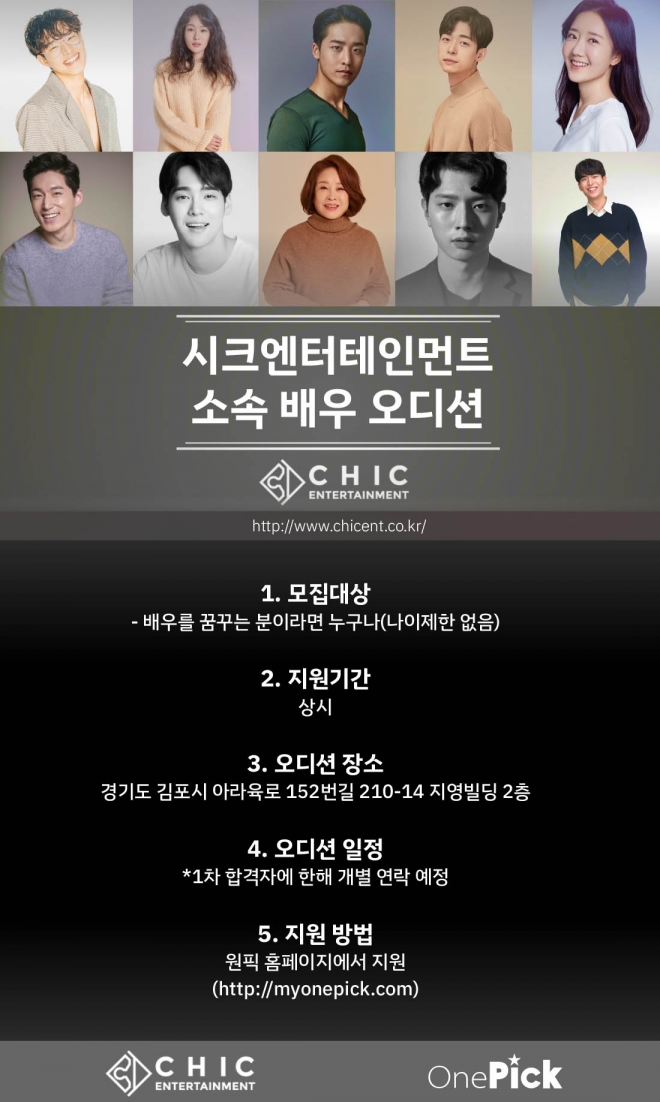 시크엔터테인먼트
소속 배우 오디션
CHIC
ENTERTAINMENT
http://www.chicent.co.kr/
1. 모집대상
- 배우를 꿈꾸는 분이라면 누구나(나이제한 없음)
2. 지원기간
상시
3. 오디션 장소
경기도 김포시 아라육로 152번길 210-14 지영빌딩 2층
4. 오디션 일정
*1차 합격자에 한해 개별 연락 예정
5. 지원 방법
원픽 홈페이지에서 지원
(http://myonepick.com)
CHIC
ENTERTAINMENT
OnePick